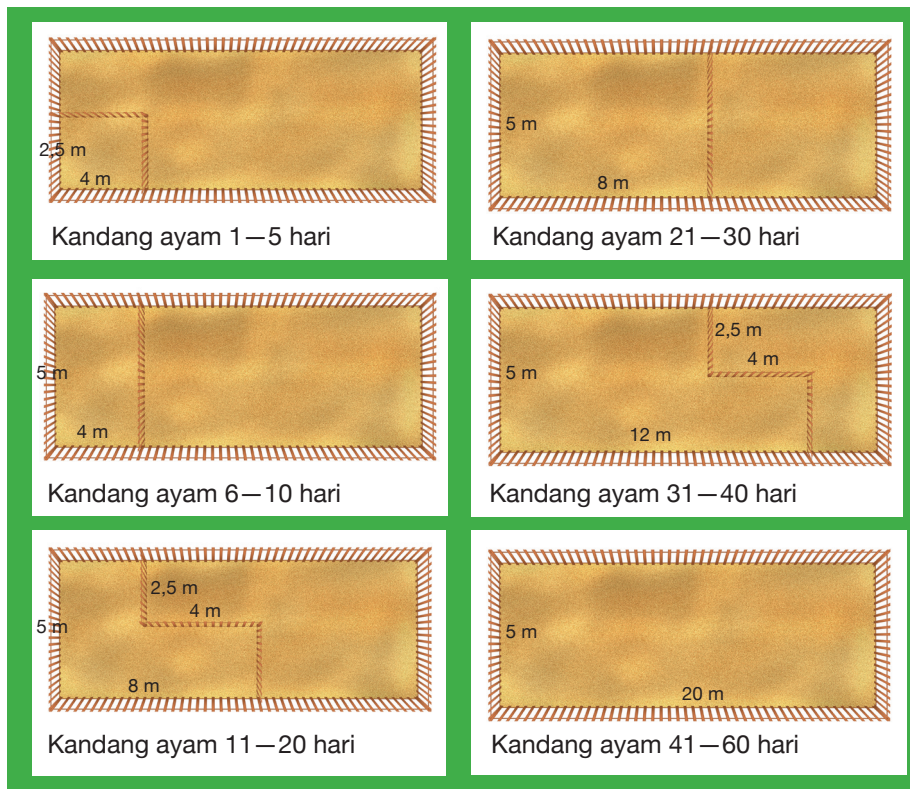 2,5 m
4 m
Kandang ayam 1—5 hari
5 m
8 m
Kandang ayam 21—30 hari
5 m
4 m
Kandang ayam 6—10 hari
2,5 m
4 m
5 m
12 m
Kandang ayam 31—40 hari
2,5 m
4 m
5 m
8 m
Kandang ayam 11—20 hari
5 m
20 m
Kandang ayam 41—60 hari